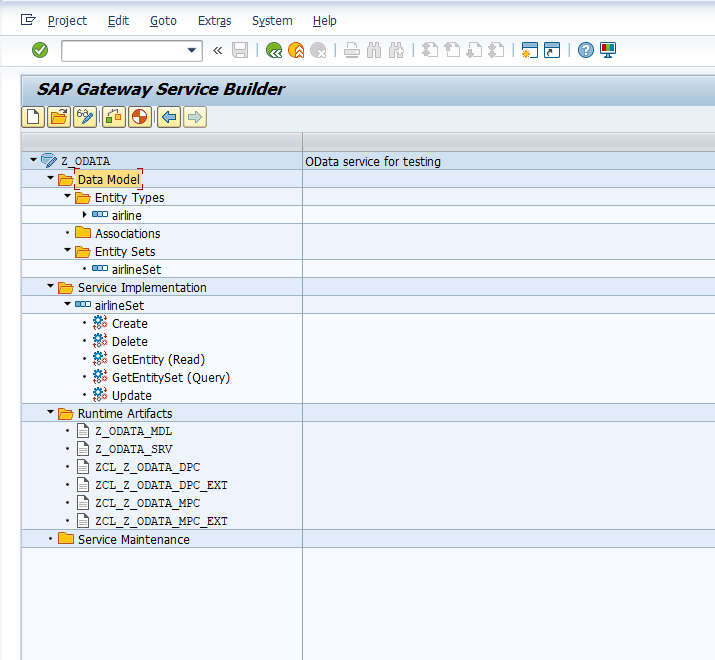 Project Edit Goto Extras System Help
SAP Gateway Service Builder
Z_ODATA OData service for testing
Data Model
Entity Types
airline
Associations
Entity Sets
airlineSet
Service Implementation
airlineSet
Create
Delete
GetEntity (Read)
GetEntitySet (Query)
Update
Runtime Artifacts
Z_ODATA_MDL
Z_ODATA_SRV
ZCL_Z_ODATA_DPC
ZCL_Z_ODATA_DPC_EXT
ZCL_Z_ODATA_MPC
ZCL_Z_ODATA_MPC_EXT
Service Maintenance